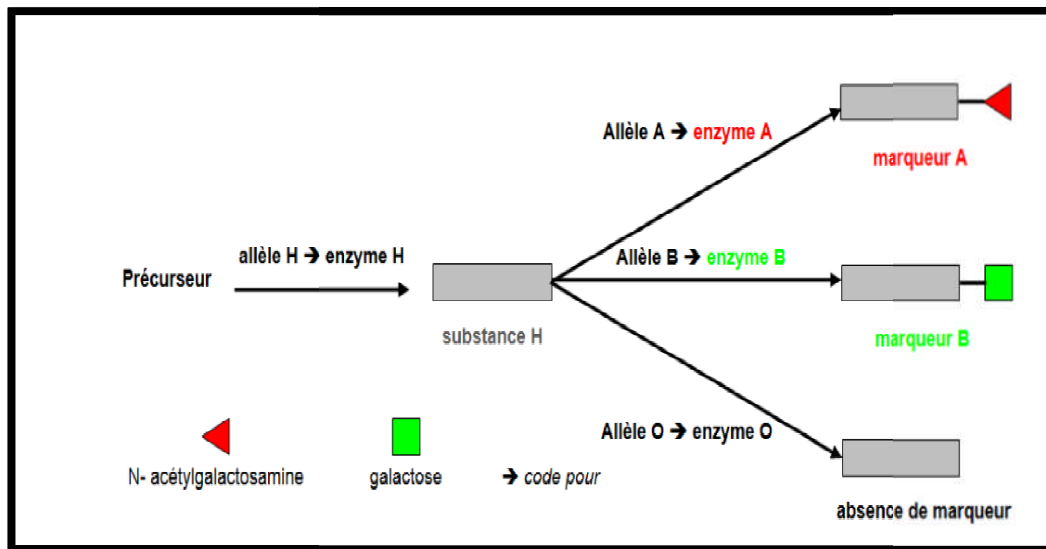 Allèle A → enzyme A
marqueur A
allèle H → enzyme H
Précurseur
Allèle B → enzyme B
substance H
marqueur B
Allèle O → enzyme O
N- acétylgalactosamine galactose → code pour
absence de marqueur